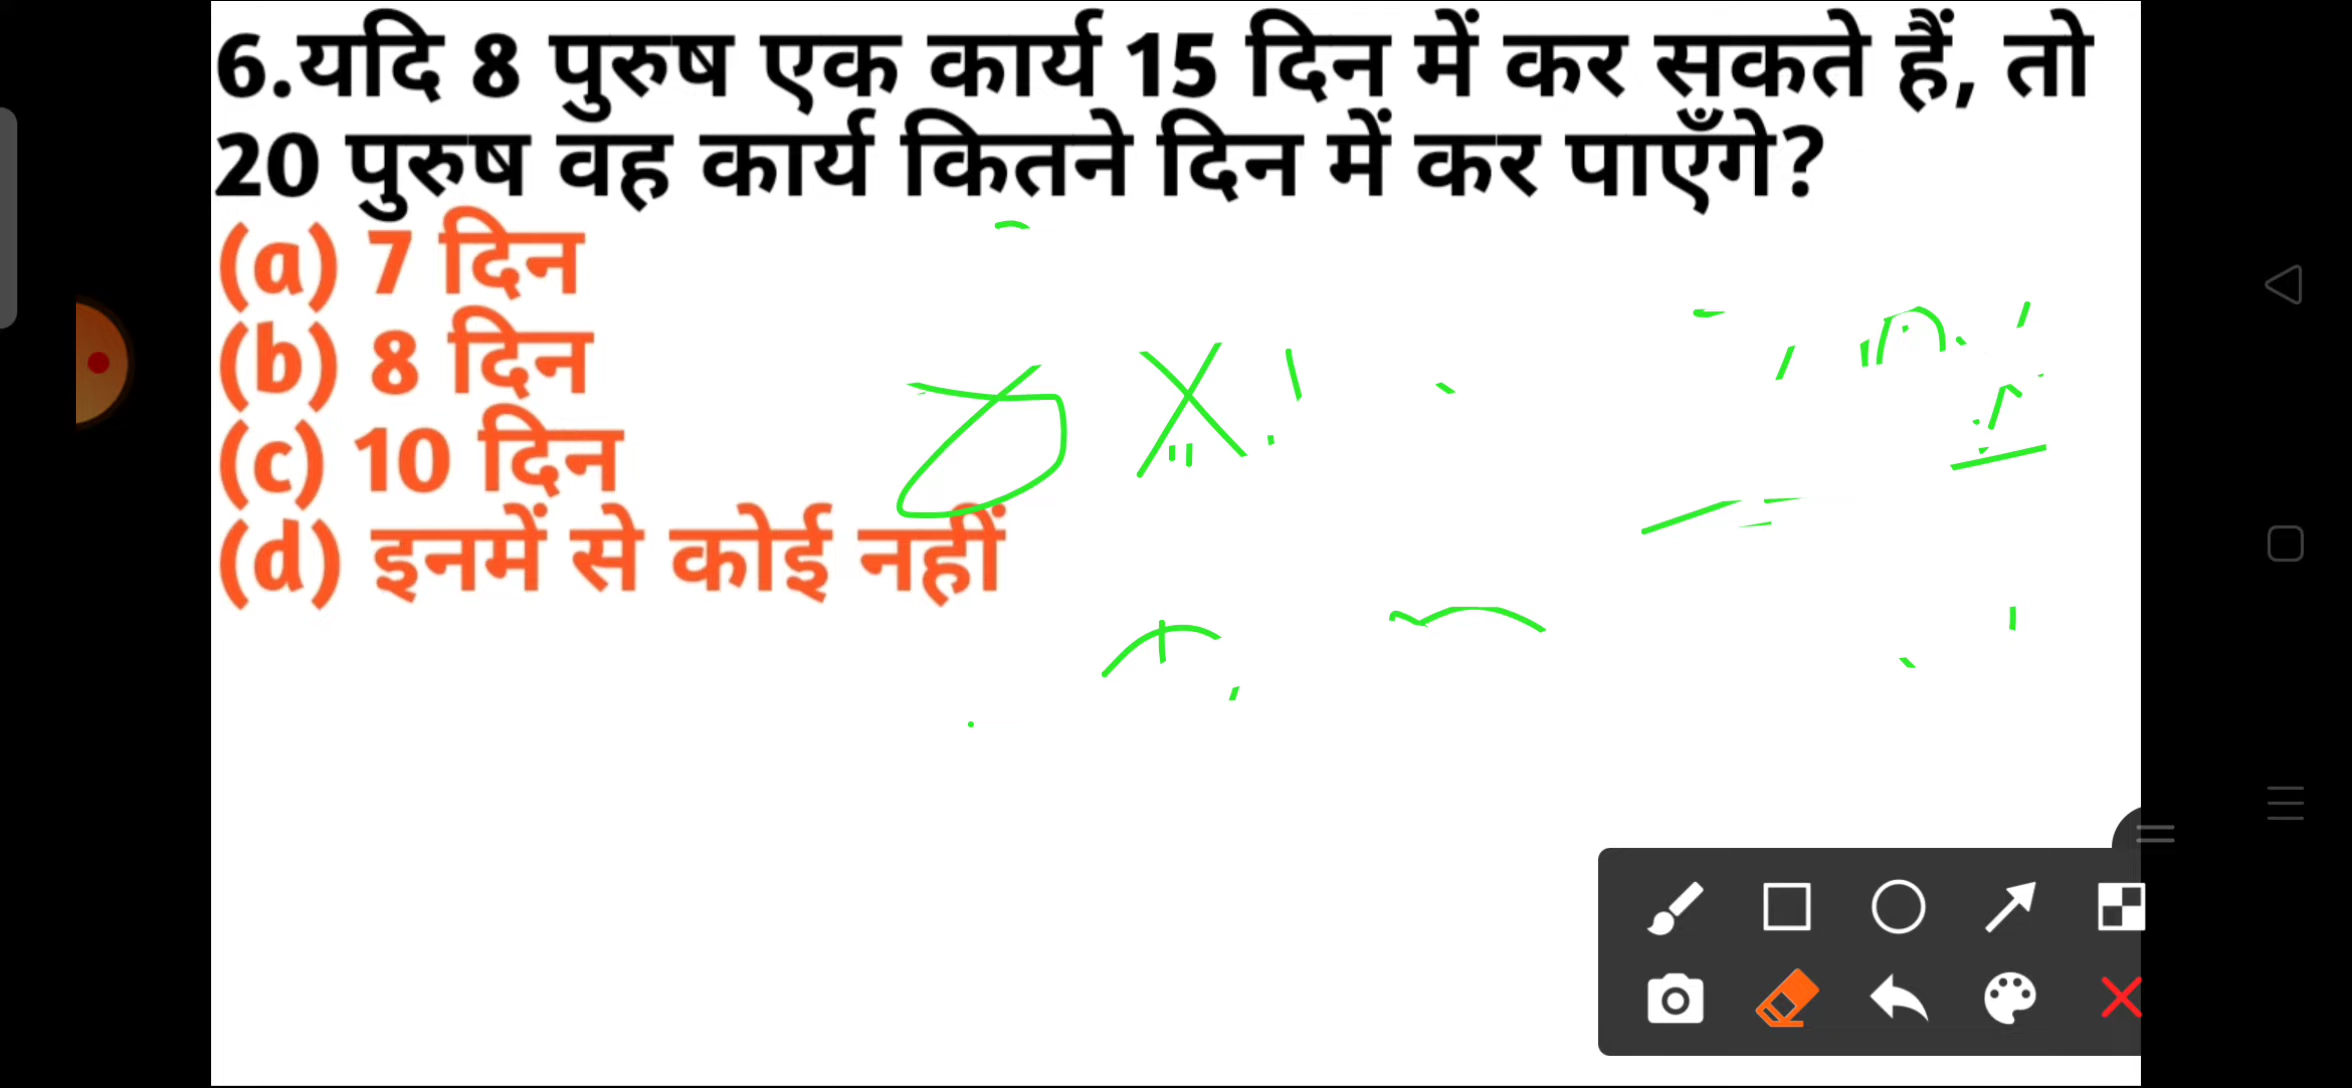 6.यदि 8 पुरुष एक कार्य 15 दिन में कर सकते हैं, तो
20 पुरुष वह कार्य कितने दिन में कर पाएँगे?
(a) 7 दिन
(b) 8 दिन
(c) 10 दिन
(d) इनमें से कोई नहीं